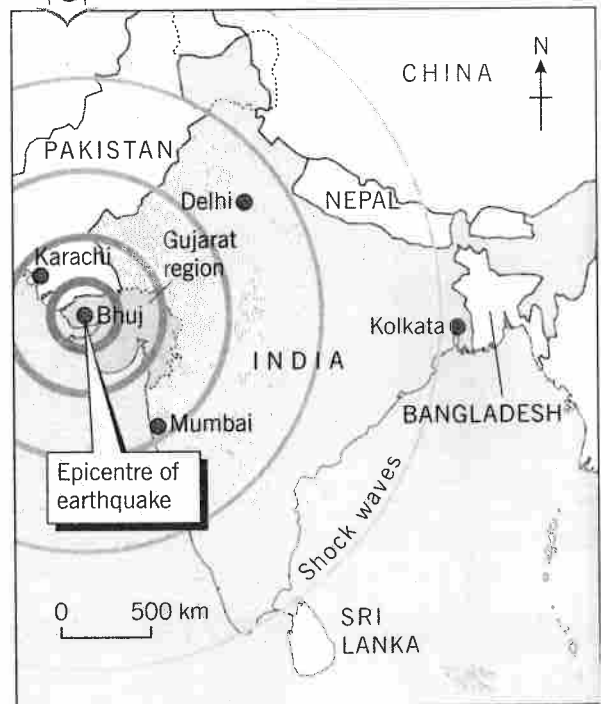 CHINA
N
PAKISTAN
Delhi
NEPAL
Karachi
Gujarat
region
Bhuj
Kolkata
INDIA
BANGLADESH
Mumbai
Epicentre of
earthquake
Shock waves
0 500 km
SRI
LANKA